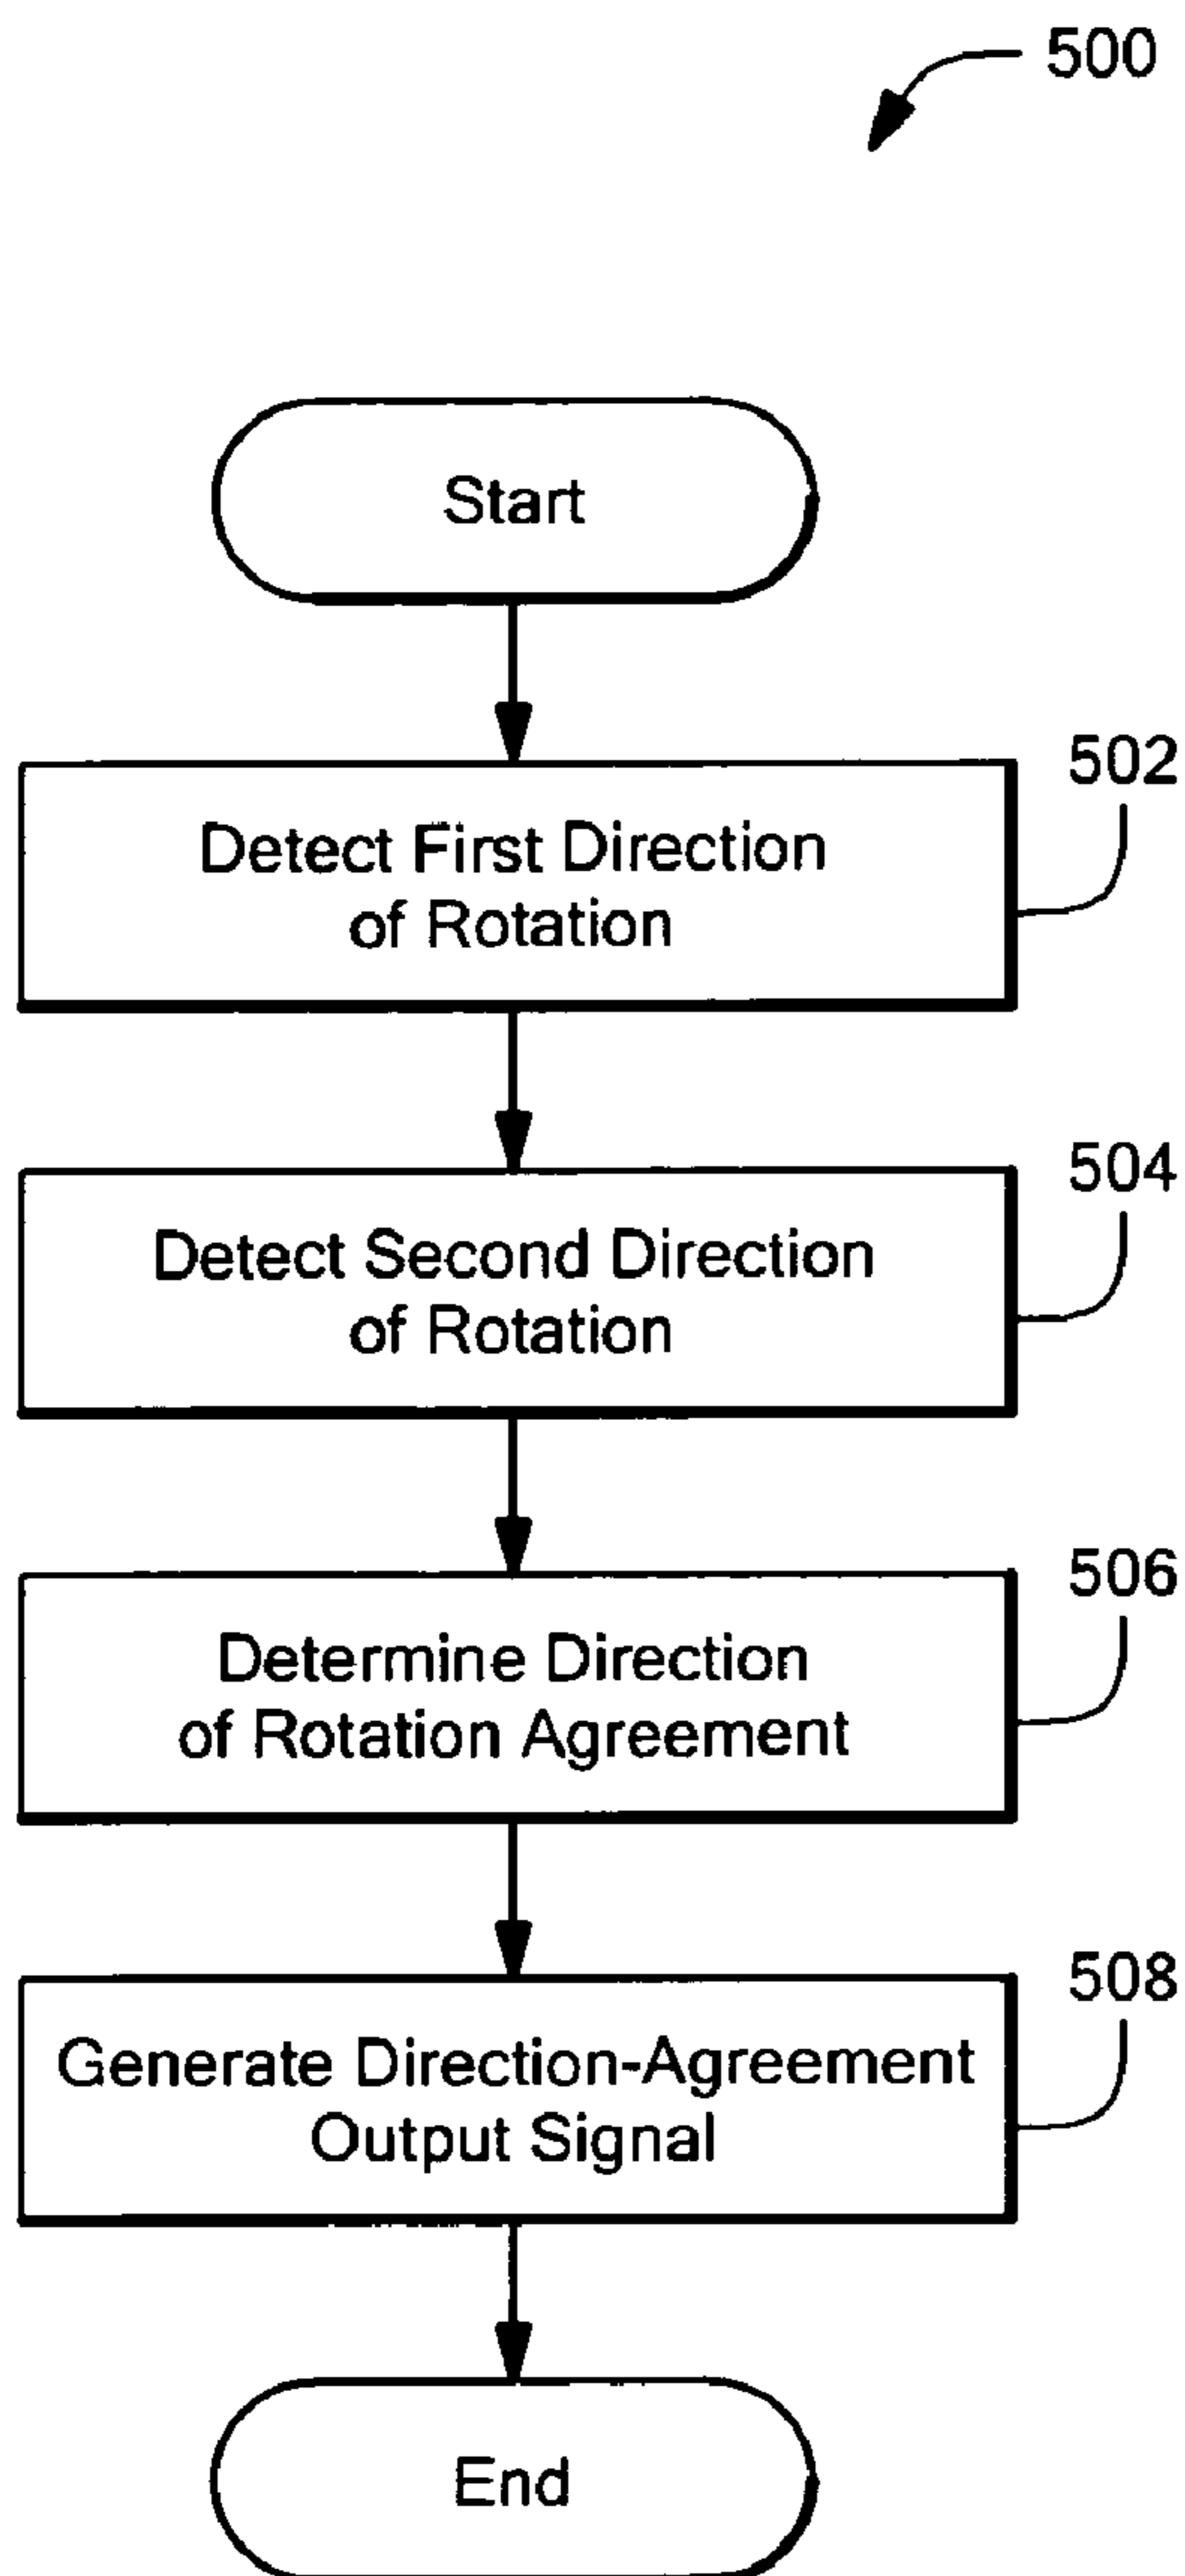 500
Start
502
Detect First Direction
of Rotation
504
Detect Second Direction
of Rotation
506
Determine Direction
of Rotation Agreement
508
Generate Direction-Agreement
Output Signal
End